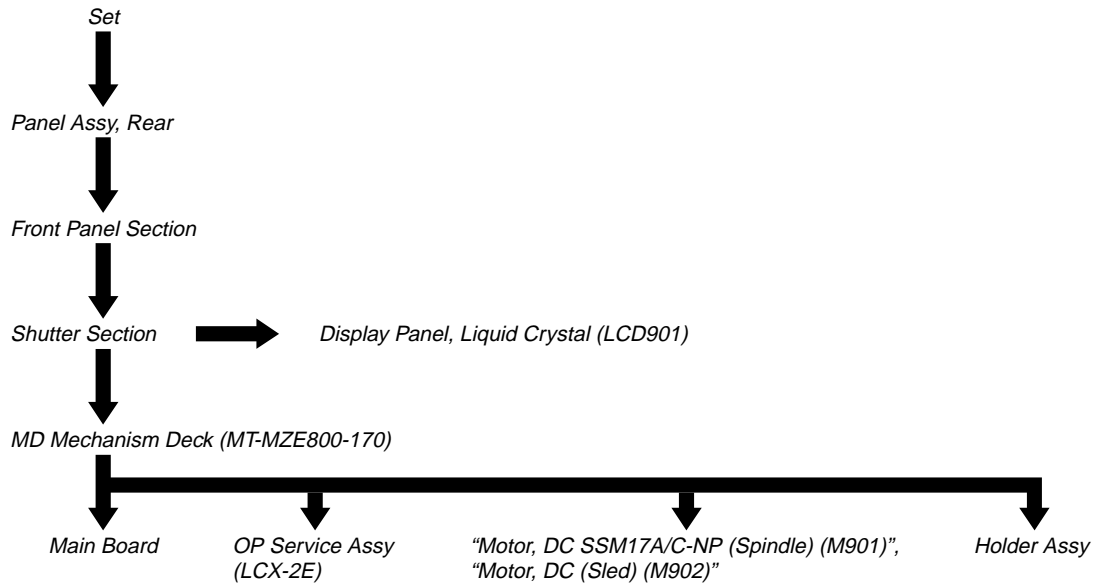 Set
Panel Assy, Rear
Front Panel Section
Shutter Section
Display Panel, Liquid Crystal (LCD901)
MD Mechanism Deck (MT-MZE800-170)
Main Board
OP Service Assy
(LCX-2E)
“Motor, DC SSM17A/C-NP (Spindle) (M901)”,
“Motor, DC (Sled) (M902)”
Holder Assy